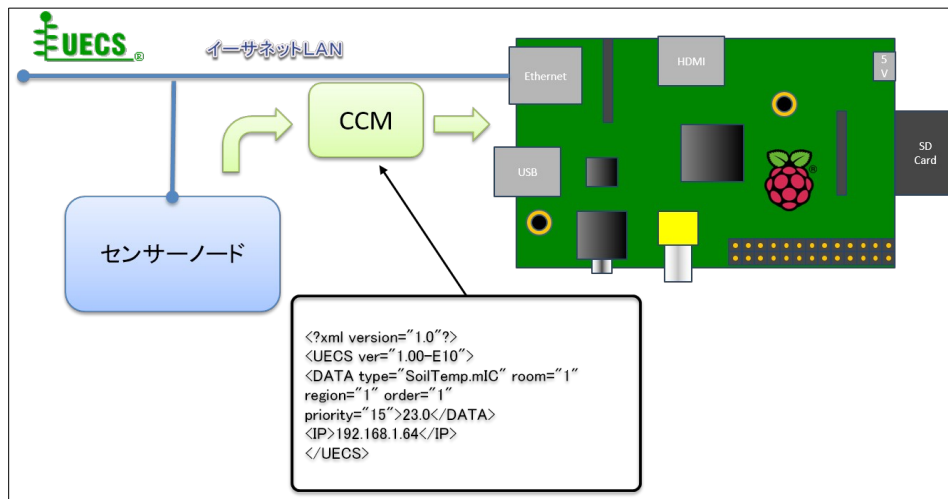 UECS ®
イーサネットLAN
Ethernet
HDMI
5
V
CCM
USB
SD
Card
®
センサーノード
<?xml version="1.0"?>
<UECS ver="1.00-E10">
<DATA type="SoilTemp.mIC" room="1"
region="1" order="1"
priority="15">23.0</DATA>
<IP>192.168.1.64</IP>
</UECS>